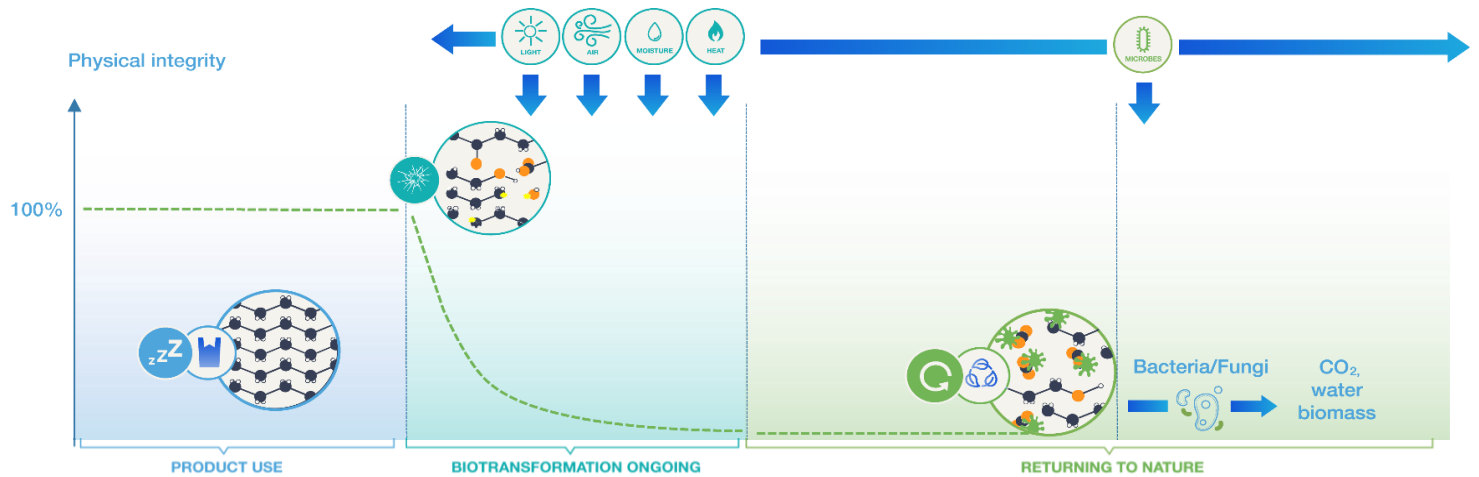 LIGHT
AIR
MOISTURE
HEAT
MICROBES
Physical integrity
100%
zzZ
Bacteria/Fungi
CO₂,
water
biomass
PRODUCT USE
BIOTRANSFORMATION ONGOING
RETURNING TO NATURE